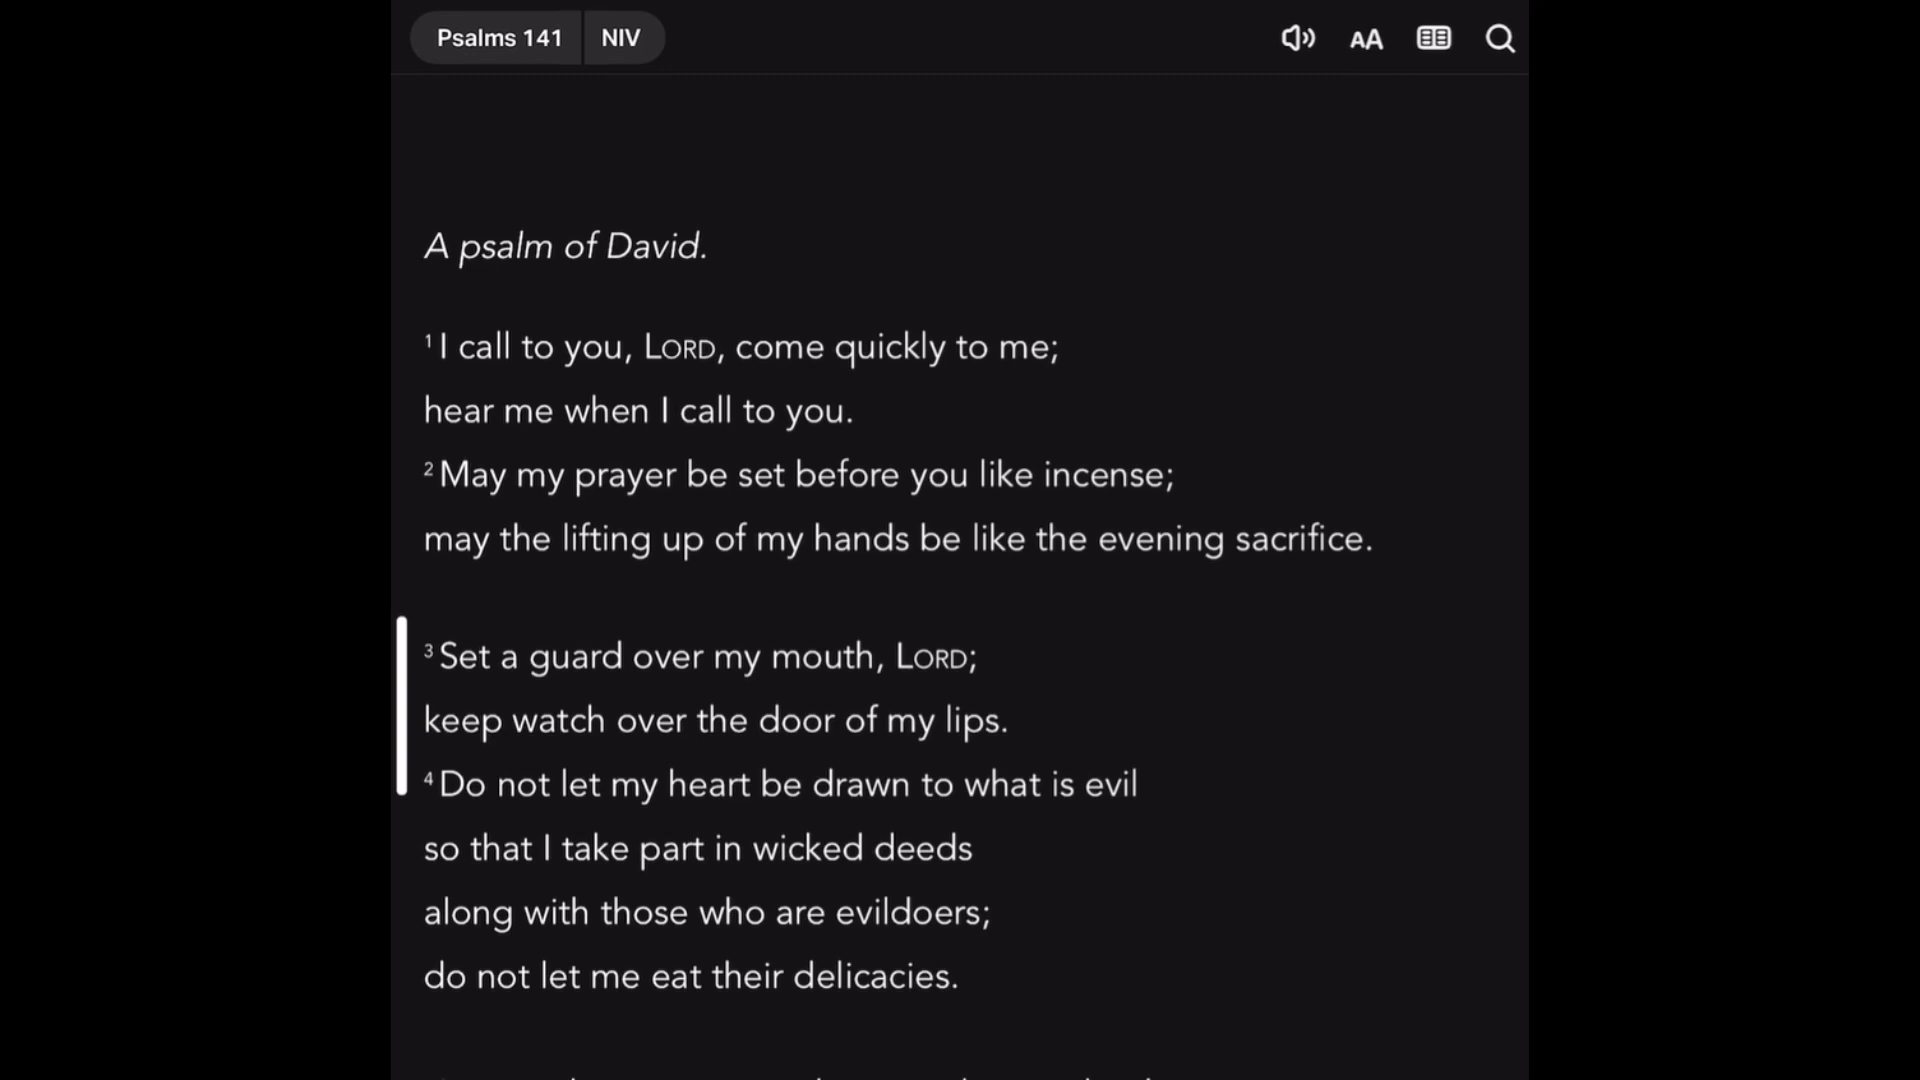 Psalms 141 NIV AA
A psalm of David.
1 I call to you, LORD, come quickly to me;
hear me when I call to you.
2 May my prayer be set before you like incense;
may the lifting up of my hands be like the evening sacrifice.
3 Set a guard over my mouth, LORD;
keep watch over the door of my lips.
4 Do not let my heart be drawn to what is evil
so that I take part in wicked deeds
along with those who are evildoers;
do not let me eat their delicacies.